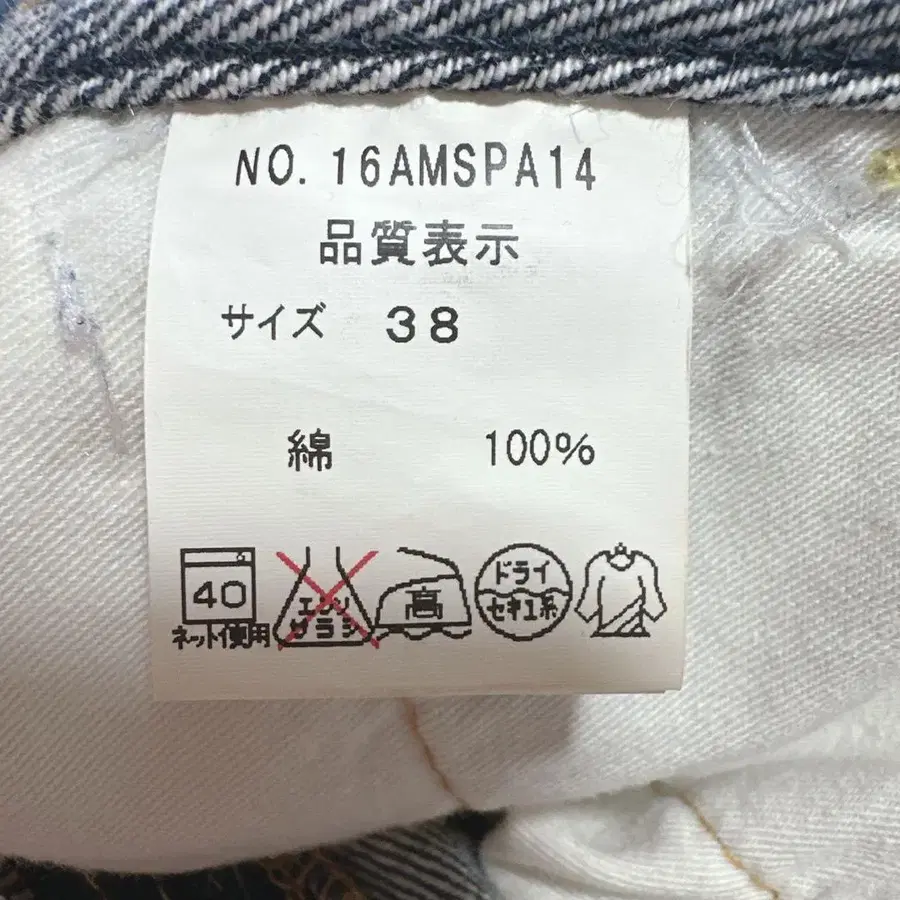 NO. 16AMSPA14
品質表示
サイズ 38
綿 100%
40
ネット使用
エンソ
サラシ
高
ドライ
セキユ系